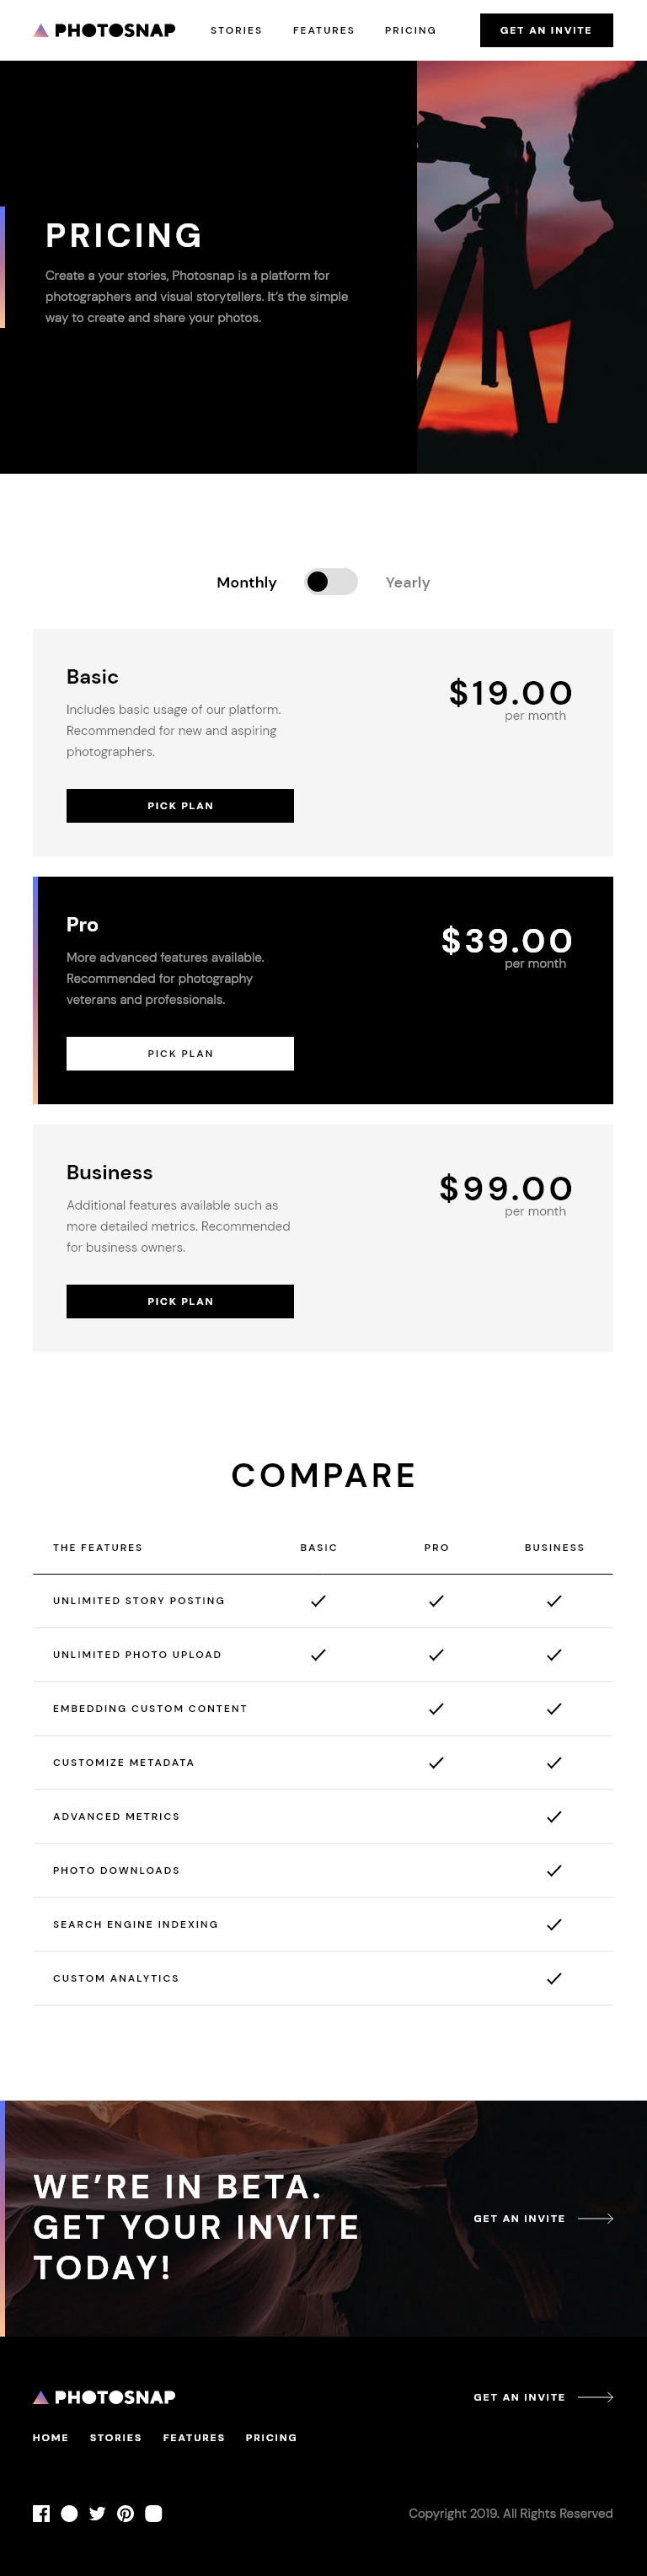 PHOTOSNAP
STORIES FEATURES PRICING GET AN INVITE
PRICING
Create a your stories, Photosnap is a platform for
photographers and visual storytellers. It’s the simple
way to create and share your photos.
Monthly Yearly
Basic
Includes basic usage of our platform.
Recommended for new and aspiring
photographers.
$19.00
per month
PICK PLAN
Pro
More advanced features available.
Recommended for photography
veterans and professionals.
$39.00
per month
PICK PLAN
Business
Additional features available such as
more detailed metrics. Recommended
for business owners.
$99.00
per month
PICK PLAN
COMPARE
THE FEATURES BASIC PRO BUSINESS
UNLIMITED STORY POSTING
UNLIMITED PHOTO UPLOAD
EMBEDDING CUSTOM CONTENT
CUSTOMIZE METADATA
ADVANCED METRICS
PHOTO DOWNLOADS
SEARCH ENGINE INDEXING
CUSTOM ANALYTICS
WE’RE IN BETA.
GET YOUR INVITE
TODAY!
GET AN INVITE
PHOTOSNAP
GET AN INVITE
HOME STORIES FEATURES PRICING
Copyright 2019. All Rights Reserved